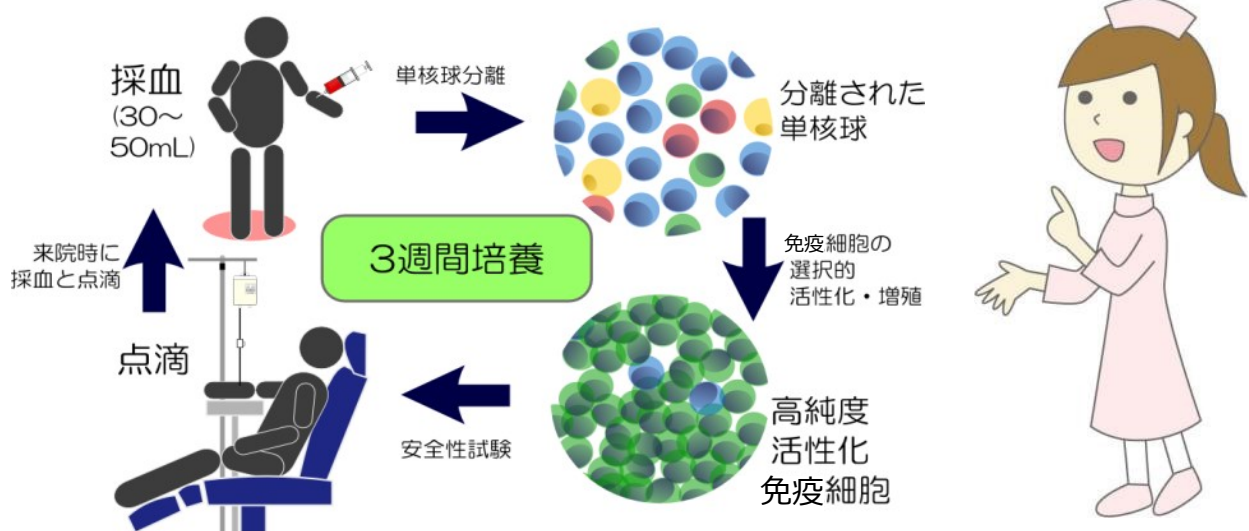 採血
(30～
50mL)
単核球分離
分離された
単核球
免疫細胞の
選択的
活性化・増殖
3週間培養
高純度
活性化
免疫細胞
安全性試験
点滴
来院時に
採血と点滴